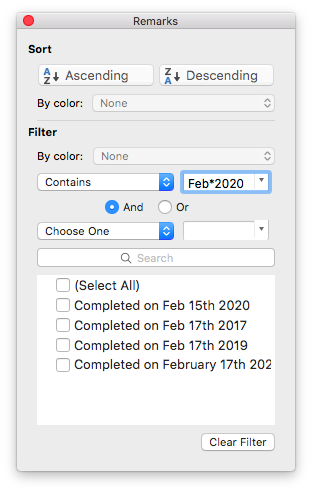 Remarks
Sort
A Z Ascending
Z A Descending
By color: None
Filter
By color: None
Contains
Feb*2020
And
Or
Choose One
Search
(Select All)
Completed on Feb 15th 2020
Completed on Feb 17th 2017
Completed on Feb 17th 2019
Completed on February 17th 202
Clear Filter